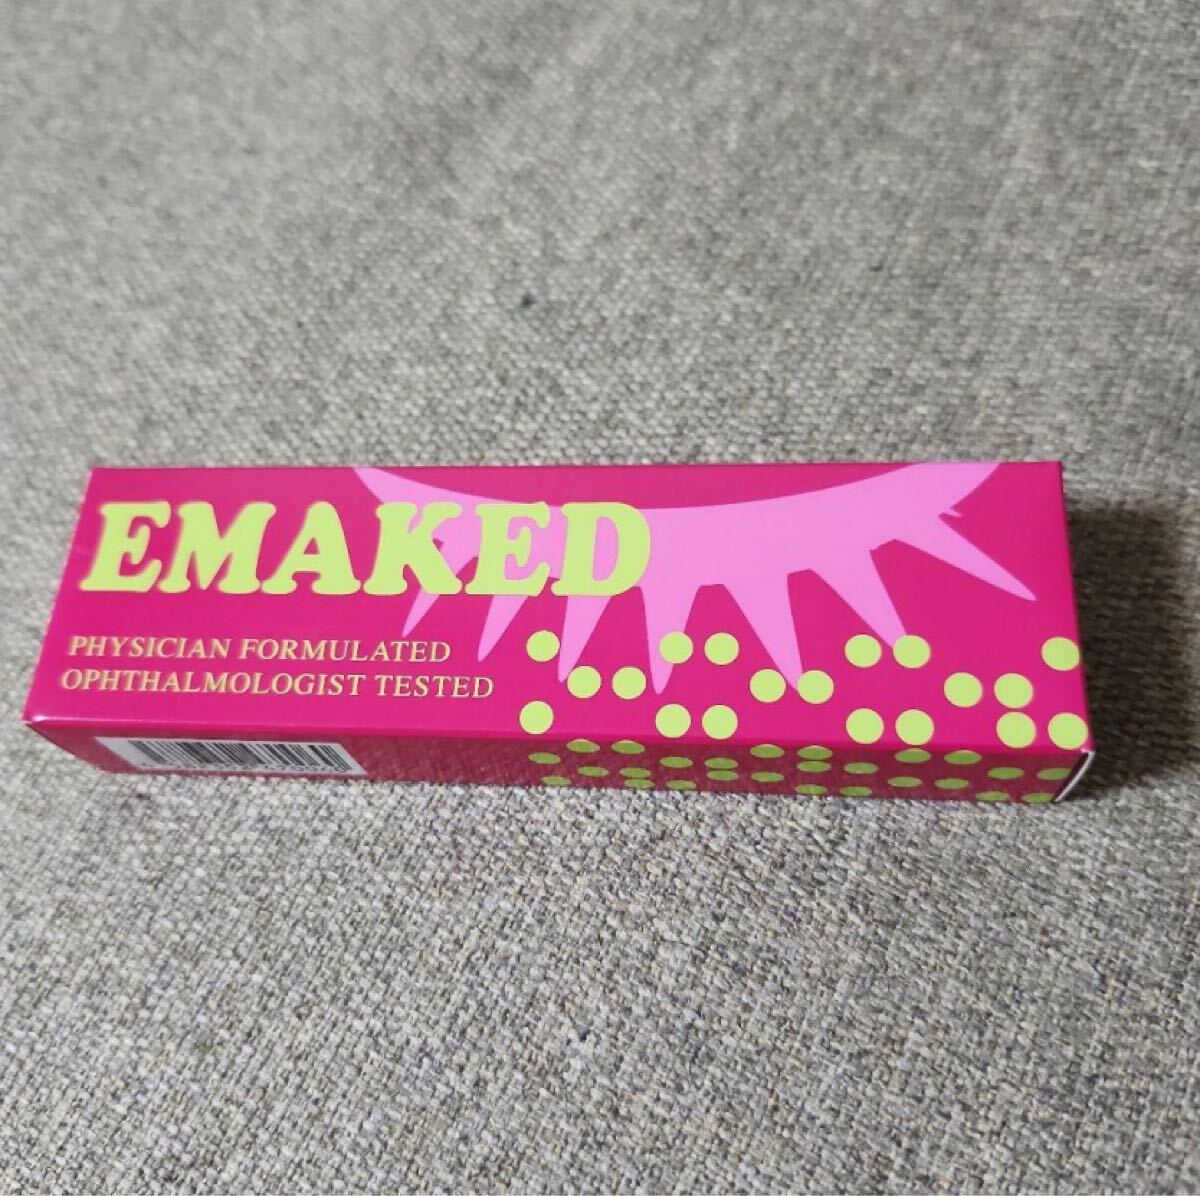 EMAKED
PHYSICIAN FORMULATED
OPHTHALMOLOGIST TESTED